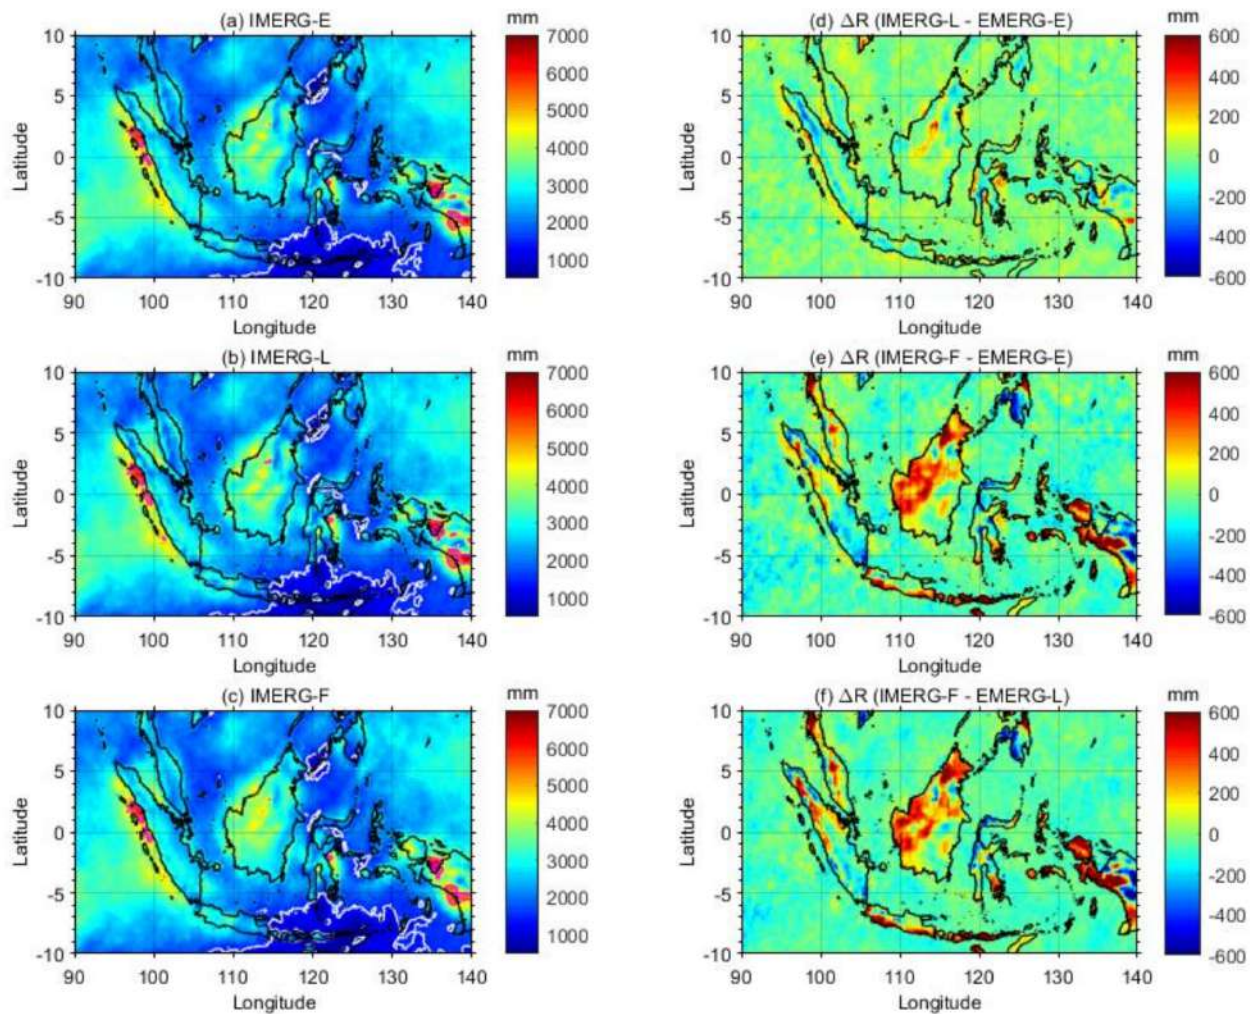 (a) IMERG-E
mm
10
5
0
-5
-10
Latitude
90 100 110 120 130 140
Longitude
7000
6000
5000
4000
3000
2000
1000
(d) ΔR (IMERG-L - EMERG-E)
mm
10
5
0
-5
-10
Latitude
90 100 110 120 130 140
Longitude
600
400
200
0
-200
-400
-600
(b) IMERG-L
mm
10
5
0
-5
-10
Latitude
90 100 110 120 130 140
Longitude
7000
6000
5000
4000
3000
2000
1000
(e) ΔR (IMERG-F - EMERG-E)
mm
10
5
0
-5
-10
Latitude
90 100 110 120 130 140
Longitude
600
400
200
0
-200
-400
-600
(c) IMERG-F
mm
10
5
0
-5
-10
Latitude
90 100 110 120 130 140
Longitude
7000
6000
5000
4000
3000
2000
1000
(f) ΔR (IMERG-F - EMERG-L)
mm
10
5
0
-5
-10
Latitude
90 100 110 120 130 140
Longitude
600
400
200
0
-200
-400
-600